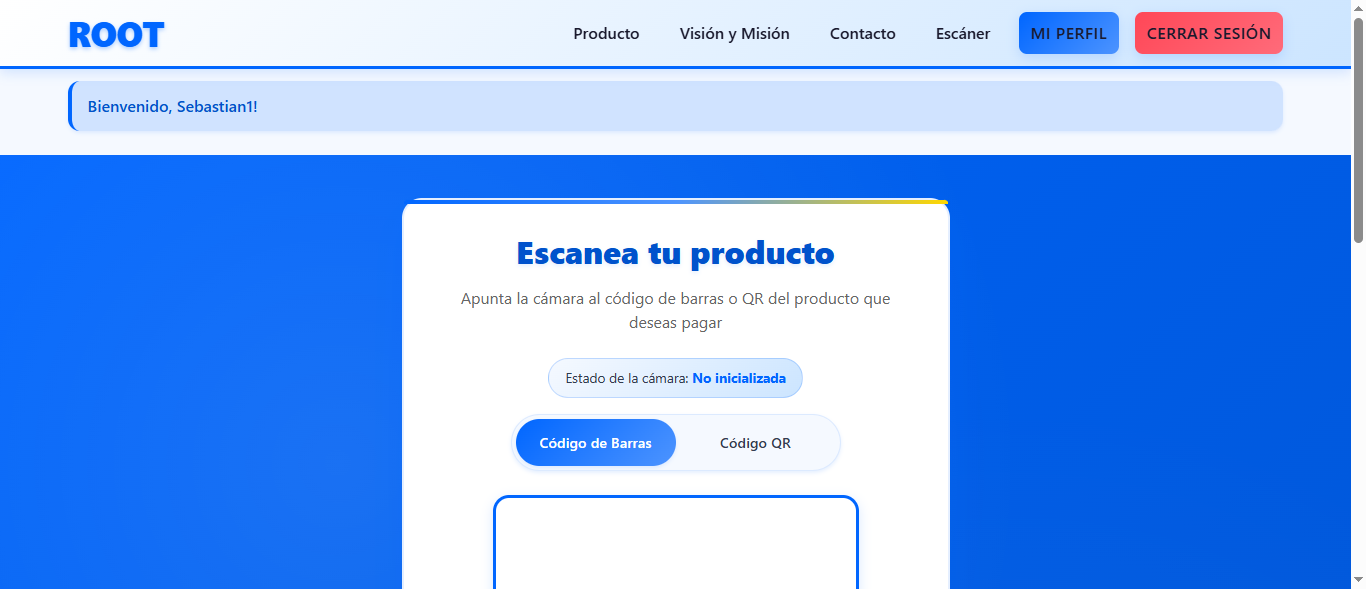 ROOT
Producto
Visión y Misión
Contacto
Escáner
MI PERFIL
CERRAR SESIÓN
Bienvenido, Sebastian1!
Escanea tu producto
Apunta la cámara al código de barras o QR del producto que
deseas pagar
Estado de la cámara: No inicializada
Código de Barras
Código QR